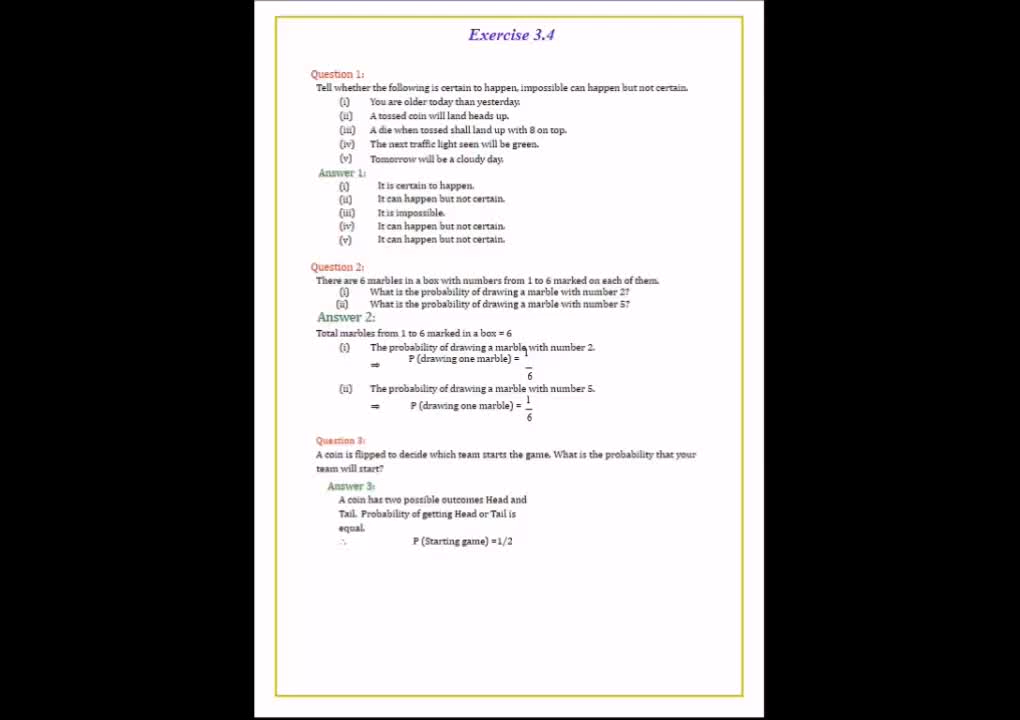 Exercise 3.4
Question 1:
Tell whether the following is certain to happen, impossible can happen but not certain.
(i) You are older today than yesterday.
(ii) A tossed coin will land heads up.
(iii) A die when tossed shall land up with 8 on top.
(iv) The next traffic light seen will be green.
(v) Tomorrow will be a cloudy day.
Answer 1:
(i) It is certain to happen.
(ii) It can happen but not certain.
(iii) It is impossible.
(iv) It can happen but not certain.
(v) It can happen but not certain.
Question 2:
There are 6 marbles in a box with numbers from 1 to 6 marked on each of them.
(i) What is the probability of drawing a marble with number 2?
(ii) What is the probability of drawing a marble with number 5?
Answer 2:
Total marbles from 1 to 6 marked in a box = 6
(i) The probability of drawing a marble with number 2.
⇒ P (drawing one marble) = 1/6
(ii) The probability of drawing a marble with number 5.
⇒ P (drawing one marble) = 1/6
Question 3:
A coin is flipped to decide which team starts the game. What is the probability that your
team will start?
Answer 3:
A coin has two possible outcomes Head and
Tail. Probability of getting Head or Tail is
equal.
∴ P (Starting game) =1/2